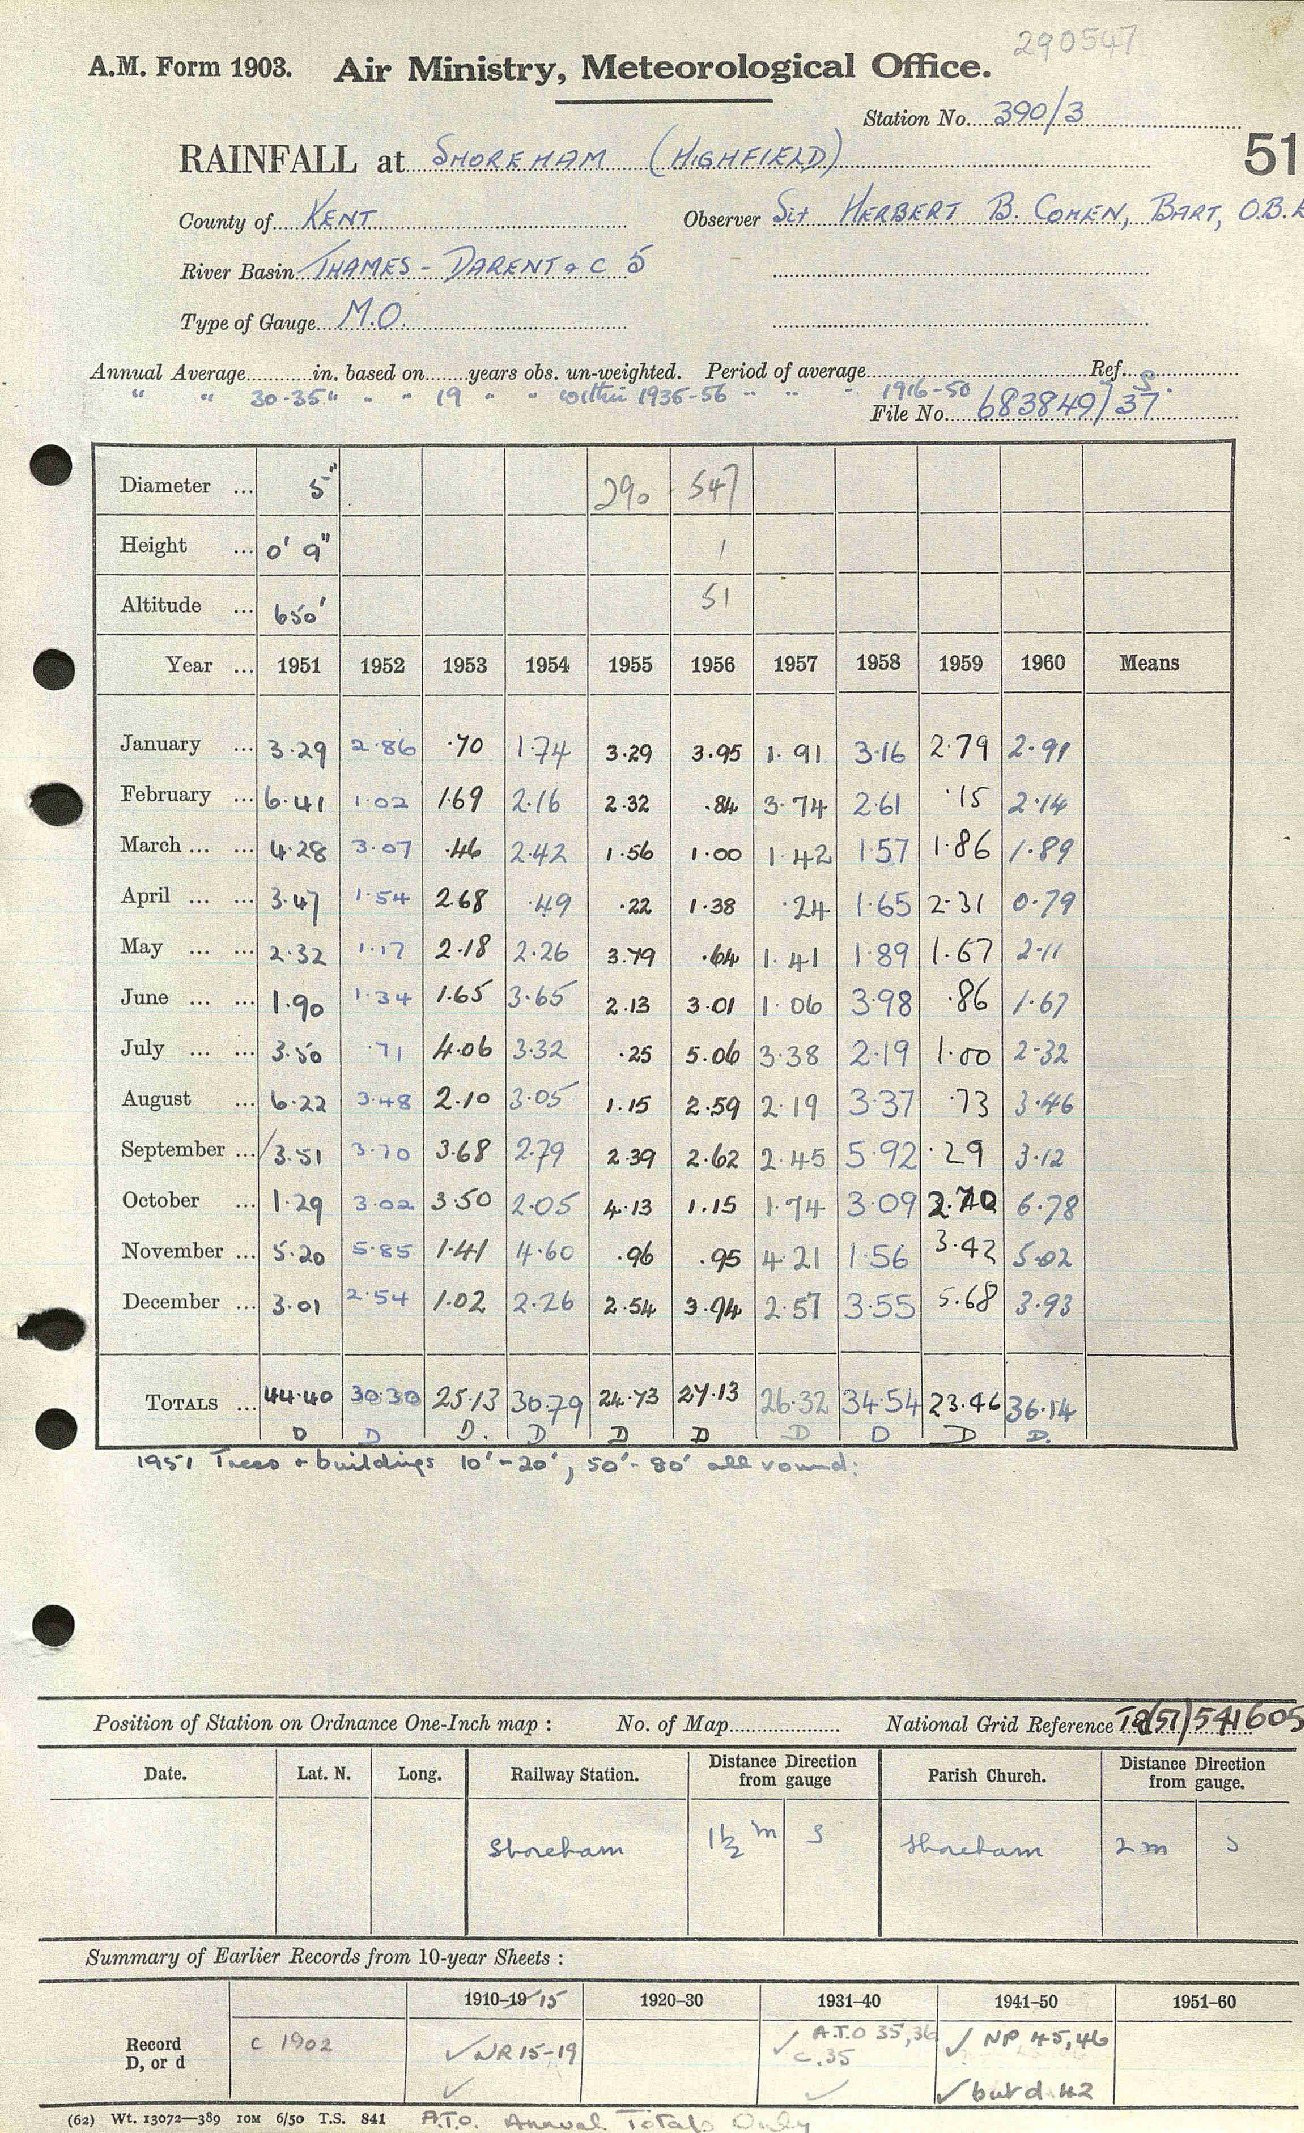 290547
A.M. Form 1903. Air Ministry, Meteorological Office.
Station No. 390/3
51
RAINFALL at SHOREHAM (HIGHFIELD)
County of KENT Observer SIR HERBERT B. COHEN, BART, O.B.E
River Basin THAMES - DARENT & C 5
Type of Gauge M.O.
Annual Average in. based on years obs. un-weighted. Period of average Ref.
" " 30-35" " " 19 " " within 1935-56 " " " 1916-50 S.
File No. 683849/37
Diameter ... 5" 290 547
Height ... 0' 9" 1
Altitude ... 650' 51
Year ... 1951 1952 1953 1954 1955 1956 1957 1958 1959 1960 Means
January ... 3.29 2.86 .70 1.74 3.29 3.95 1.91 3.16 2.79 2.91
February ... 6.41 1.02 1.69 2.16 2.32 .84 3.74 2.61 .15 2.14
March ... ... 4.28 3.07 .46 2.42 1.56 1.00 1.42 1.57 1.86 1.89
April ... ... 3.47 1.54 2.68 .49 .22 1.38 .24 1.65 2.31 0.79
May ... ... 2.32 1.17 2.18 2.26 3.79 .64 1.41 1.89 1.67 2.11
June ... ... 1.90 1.34 1.65 3.65 2.13 3.01 1.06 3.98 .86 1.67
July ... ... 3.50 .71 4.06 3.32 .25 5.06 3.38 2.19 1.00 2.32
August ... 6.22 3.48 2.10 3.05 1.15 2.59 2.19 3.37 .73 3.46
September ... 3.51 3.70 3.68 2.79 2.39 2.62 2.45 5.92 .29 3.12
October ... 1.29 3.02 3.50 2.05 4.13 1.15 1.74 3.09 2.70 6.78
November ... 5.20 5.85 1.41 4.60 .96 .95 4.21 1.56 3.42 5.02
December ... 3.01 2.54 1.02 2.26 2.54 3.94 2.57 3.55 5.68 3.93
TOTALS ... 44.40 30.30 25.13 30.79 24.73 27.13 26.32 34.54 23.46 36.14
D D D. D D D D D D D.
1951 Trees & buildings 10'-20', 50'-80' all round:
Position of Station on Ordnance One-Inch map : No. of Map National Grid Reference TQ(51)541605
Date. Lat. N. Long. Railway Station. Distance Direction from gauge Parish Church. Distance Direction from gauge.
Shoreham 1½ m S Shoreham 2 m S
Summary of Earlier Records from 10-year Sheets :
1910-19 15 1920-30 1931-40 1941-50 1951-60
Record D, or d c 1902 ✓ NR 15-19 ✓ A.T.O 35,36 c.35 ✓ NP 45,46
✓ ✓ ✓ but d 42
(62) Wt. 13072—389 10M 6/50 T.S. 841 P.T.O. Annual Totals Only